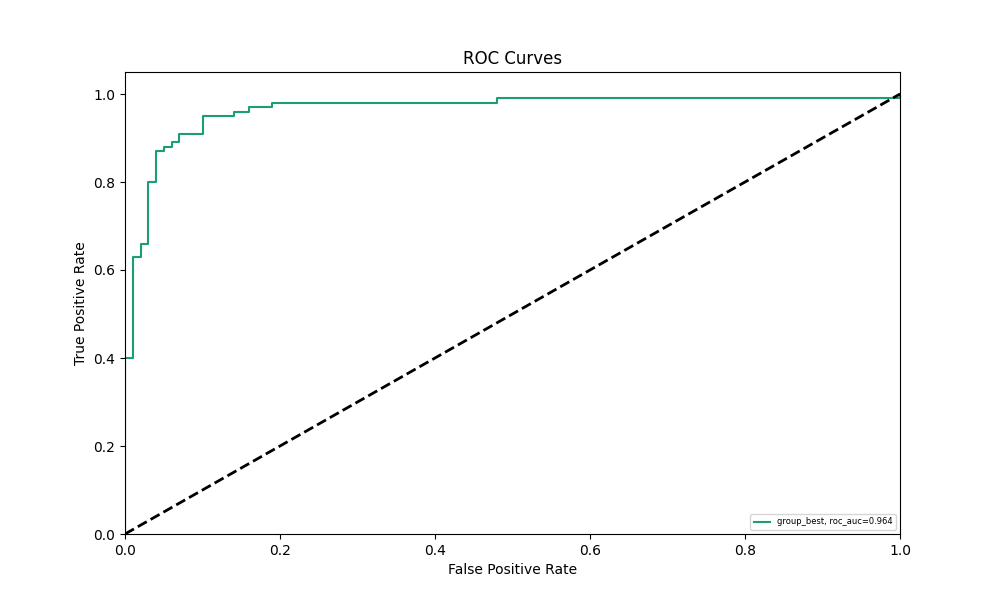 ROC Curves
True Positive Rate
1.0
0.8
0.6
0.4
0.2
0.0
0.0 0.2 0.4 0.6 0.8 1.0
False Positive Rate
group_best, roc_auc=0.964